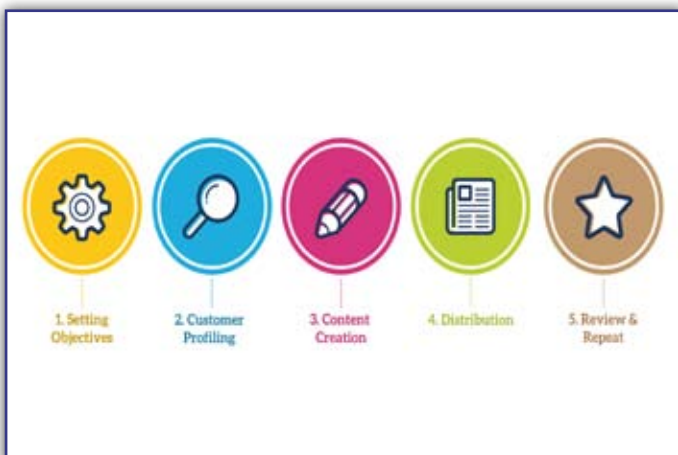 1. Setting
Objectives
2. Customer
Profiling
3. Content
Creation
4. Distribution
5. Review &
Repeat